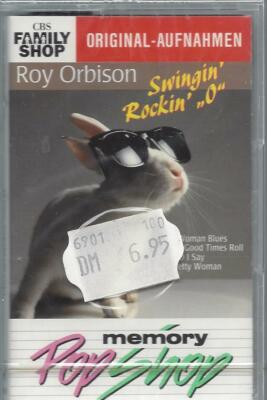 CBS
FAMILY
SHOP
ORIGINAL-AUFNAHMEN
Roy Orbison
Swingin'
Rockin' „O"
6901 100
DM 6.95
Woman Blues
Good Times Roll
I Say
Woman
memory
Pop Shop